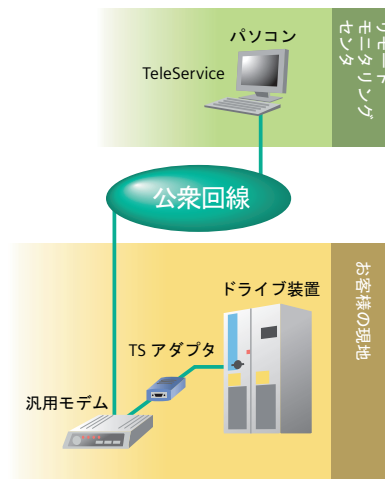 パソコン
TeleService
リモート
モニタリング
センタ
公衆回線
お客様の現地
ドライブ装置
TS アダプタ
汎用モデム